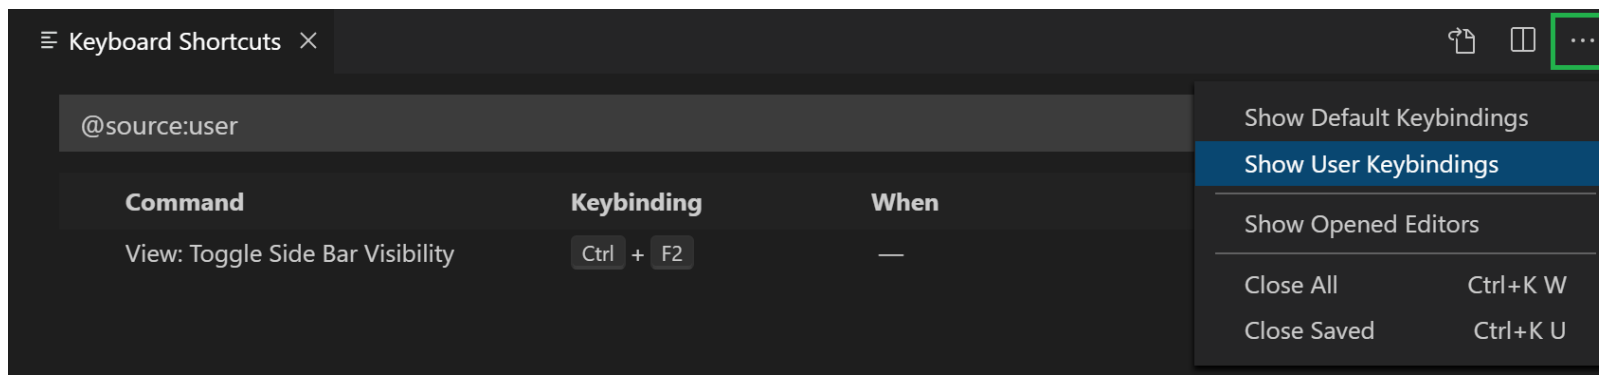 Keyboard Shortcuts
@source:user
Command Keybinding When
View: Toggle Side Bar Visibility Ctrl + F2 —
Show Default Keybindings
Show User Keybindings
Show Opened Editors
Close All Ctrl+K W
Close Saved Ctrl+K U